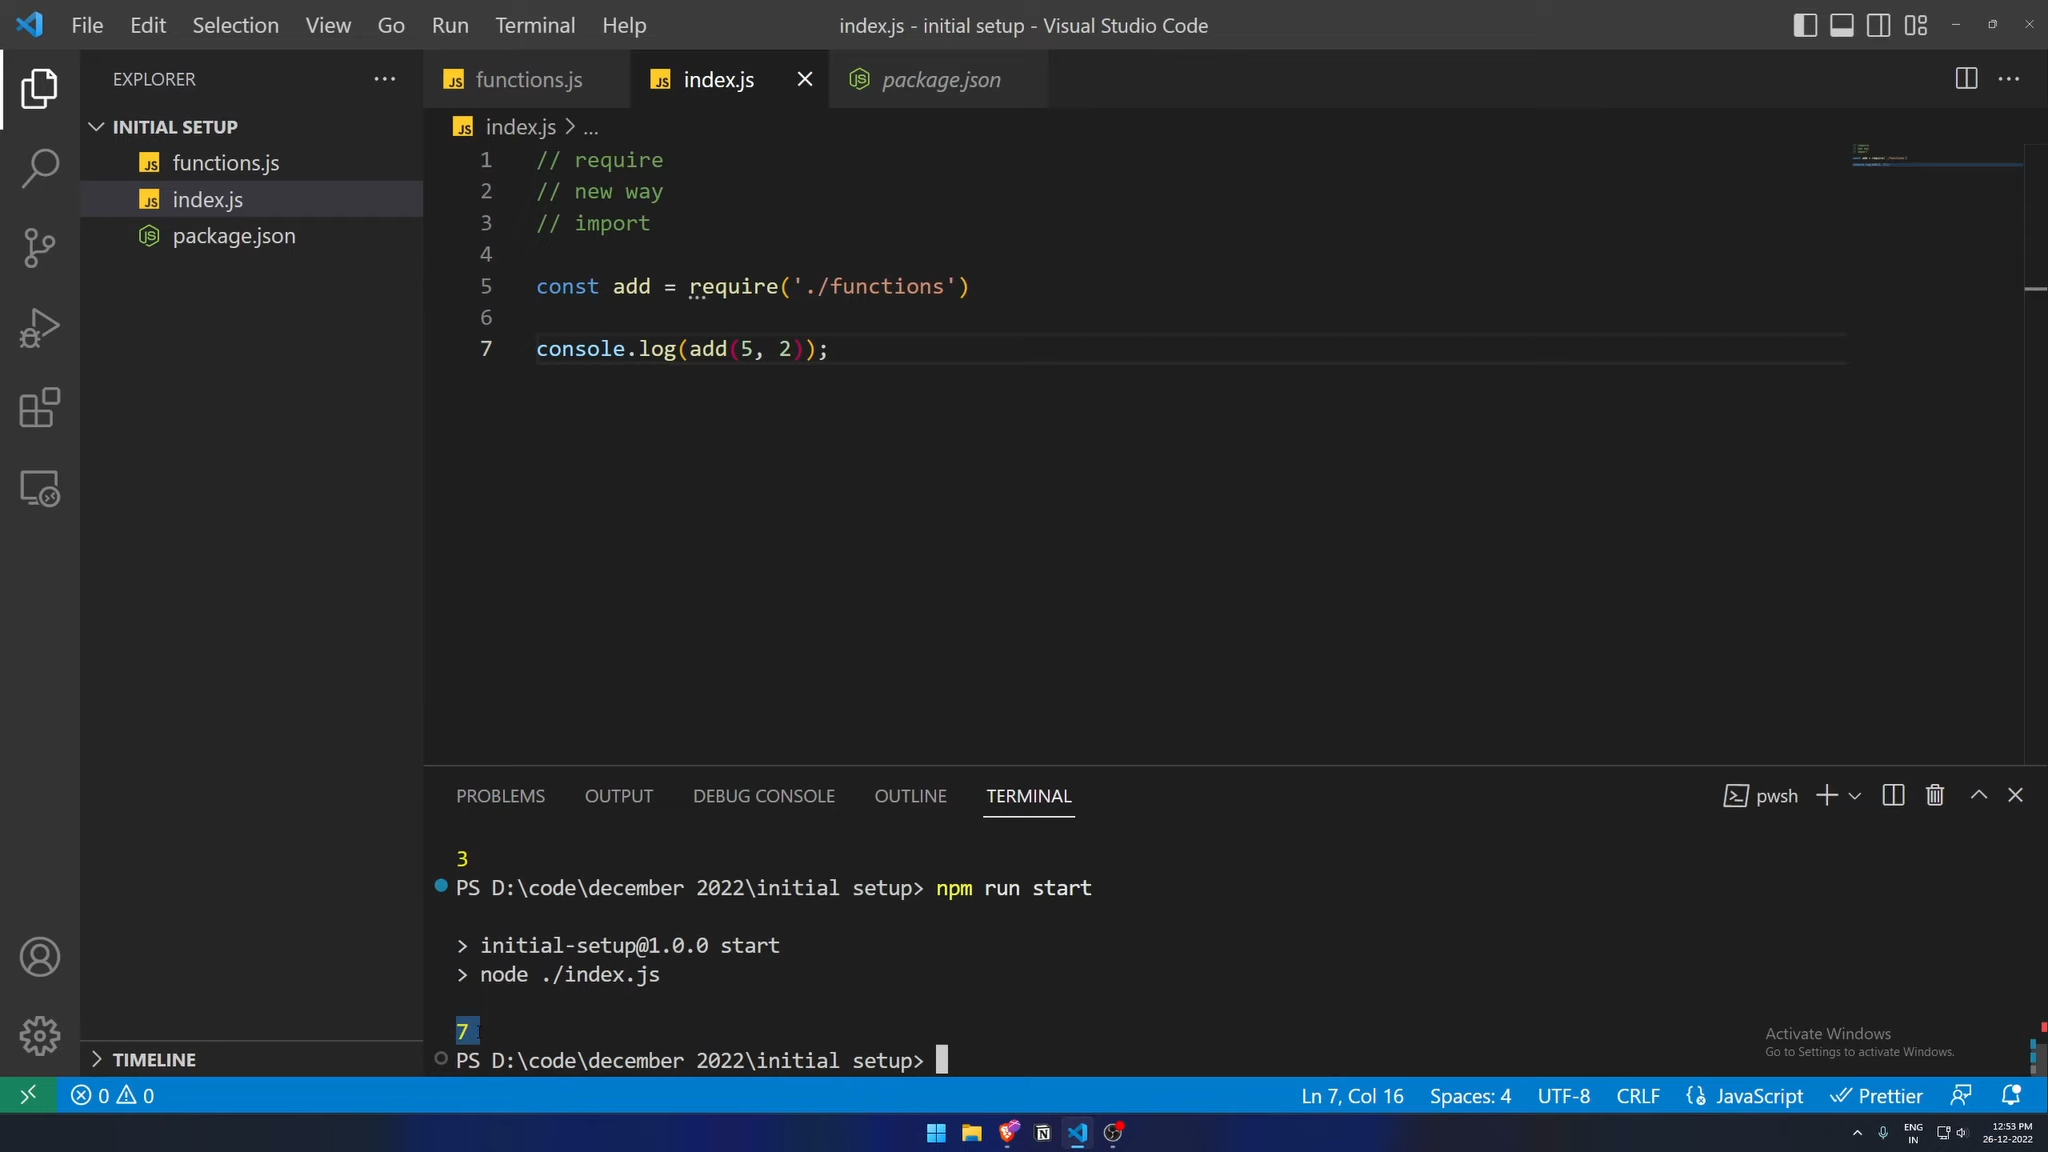 File Edit Selection View Go Run Terminal Help
index.js - initial setup - Visual Studio Code
EXPLORER
INITIAL SETUP
functions.js
index.js
package.json
TIMELINE
functions.js
index.js
package.json
index.js > ...
1 // require
2 // new way
3 // import
4
5 const add = require('./functions')
6
7 console.log(add(5, 2));
PROBLEMS OUTPUT DEBUG CONSOLE OUTLINE TERMINAL
pwsh
3
PS D:\code\december 2022\initial setup> npm run start
> initial-setup@1.0.0 start
> node ./index.js
7
PS D:\code\december 2022\initial setup>
Activate Windows
Go to Settings to activate Windows.
0 0
Ln 7, Col 16 Spaces: 4 UTF-8 CRLF JavaScript Prettier
ENG
IN
12:53 PM
26-12-2022